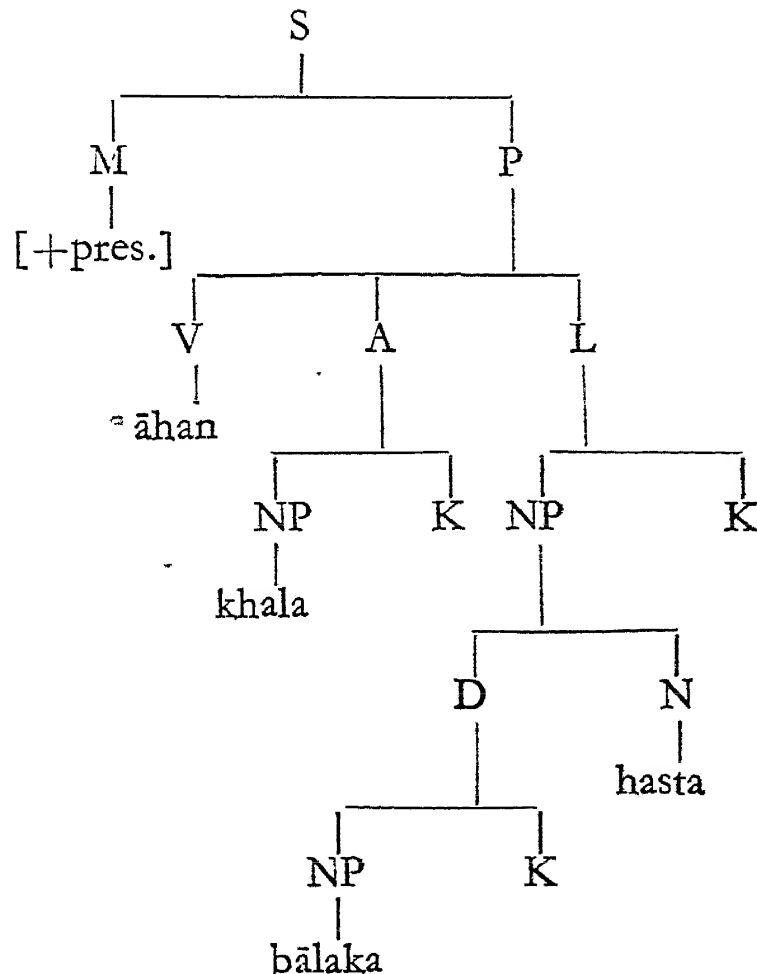 S
M P
[+pres.]
V A L
āhan
NP K NP K
khala
D N
hasta
NP K
bālaka